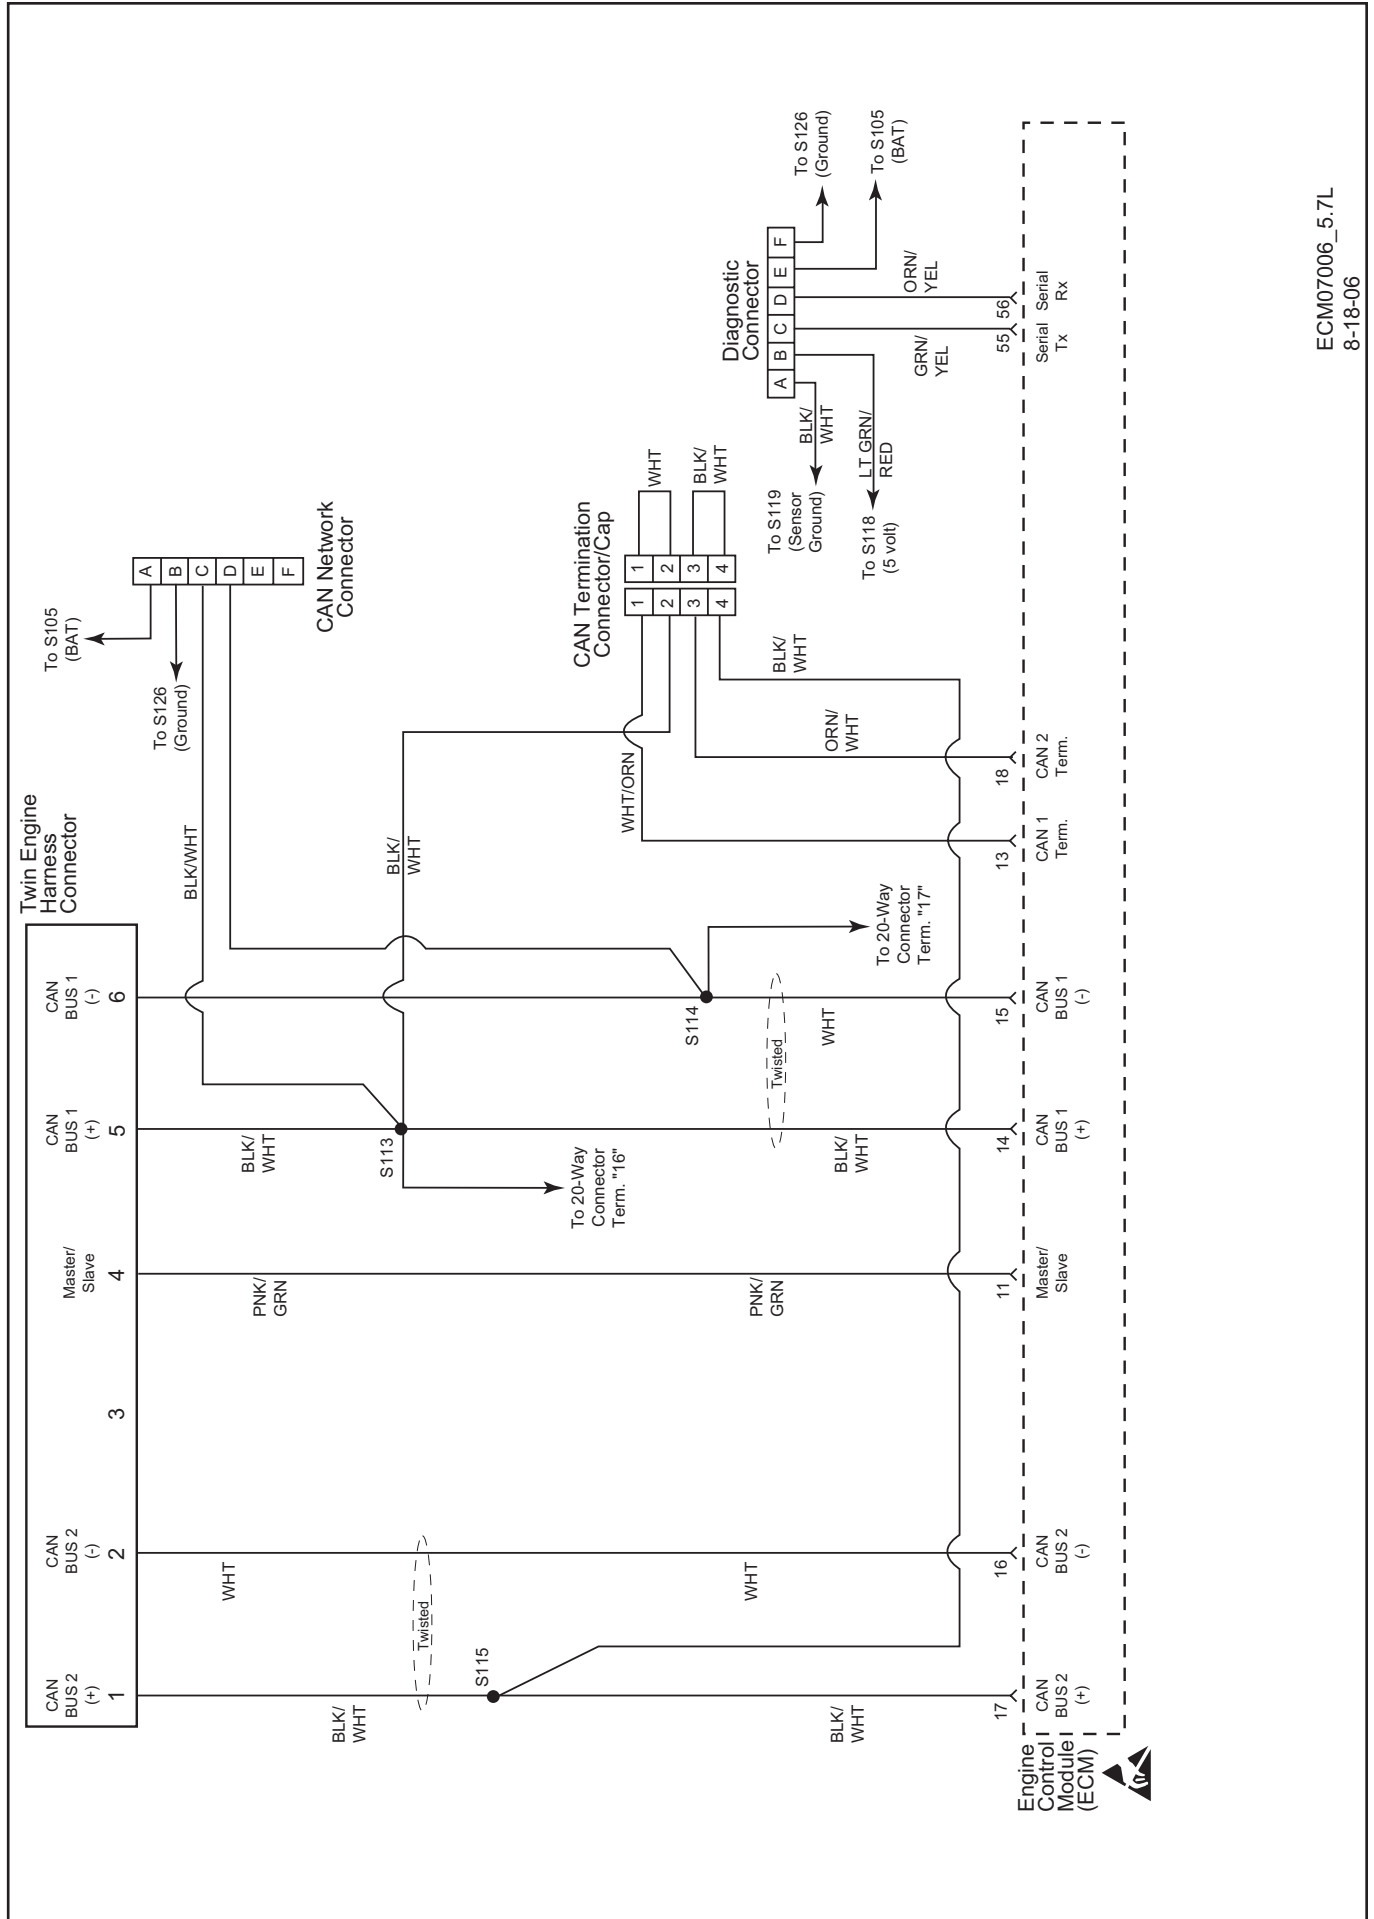 Twin Engine
Harness
Connector
CAN
BUS 2
(+)
1
CAN
BUS 2
(-)
2
3
Master/
Slave
4
CAN
BUS 1
(+)
5
CAN
BUS 1
(-)
6
To S105
(BAT)
To S126
(Ground)
A
B
C
D
E
F
CAN Network
Connector
BLK/WHT
BLK/
WHT
WHT
PNK/
GRN
BLK/
WHT
BLK/
WHT
Twisted
S115
S113
S114
To 20-Way
Connector
Term. "16"
To 20-Way
Connector
Term. "17"
Twisted
CAN Termination
Connector/Cap
1
2
3
4
1
2
3
4
WHT
BLK/
WHT
WHT/ORN
ORN/
WHT
BLK/
WHT
Diagnostic
Connector
A
B
C
D
E
F
To S126
(Ground)
To S105
(BAT)
BLK/
WHT
To S119
(Sensor
Ground)
LT GRN/
RED
To S118
(5 volt)
GRN/
YEL
ORN/
YEL
BLK/
WHT
WHT
PNK/
GRN
BLK/
WHT
WHT
17
16
11
14
15
13
18
55
56
CAN
BUS 2
(+)
CAN
BUS 2
(-)
Master/
Slave
CAN
BUS 1
(+)
CAN
BUS 1
(-)
CAN 1
Term.
CAN 2
Term.
Serial
Tx
Serial
Rx
Engine
Control
Module
(ECM)
ECM07006_5.7L
8-18-06